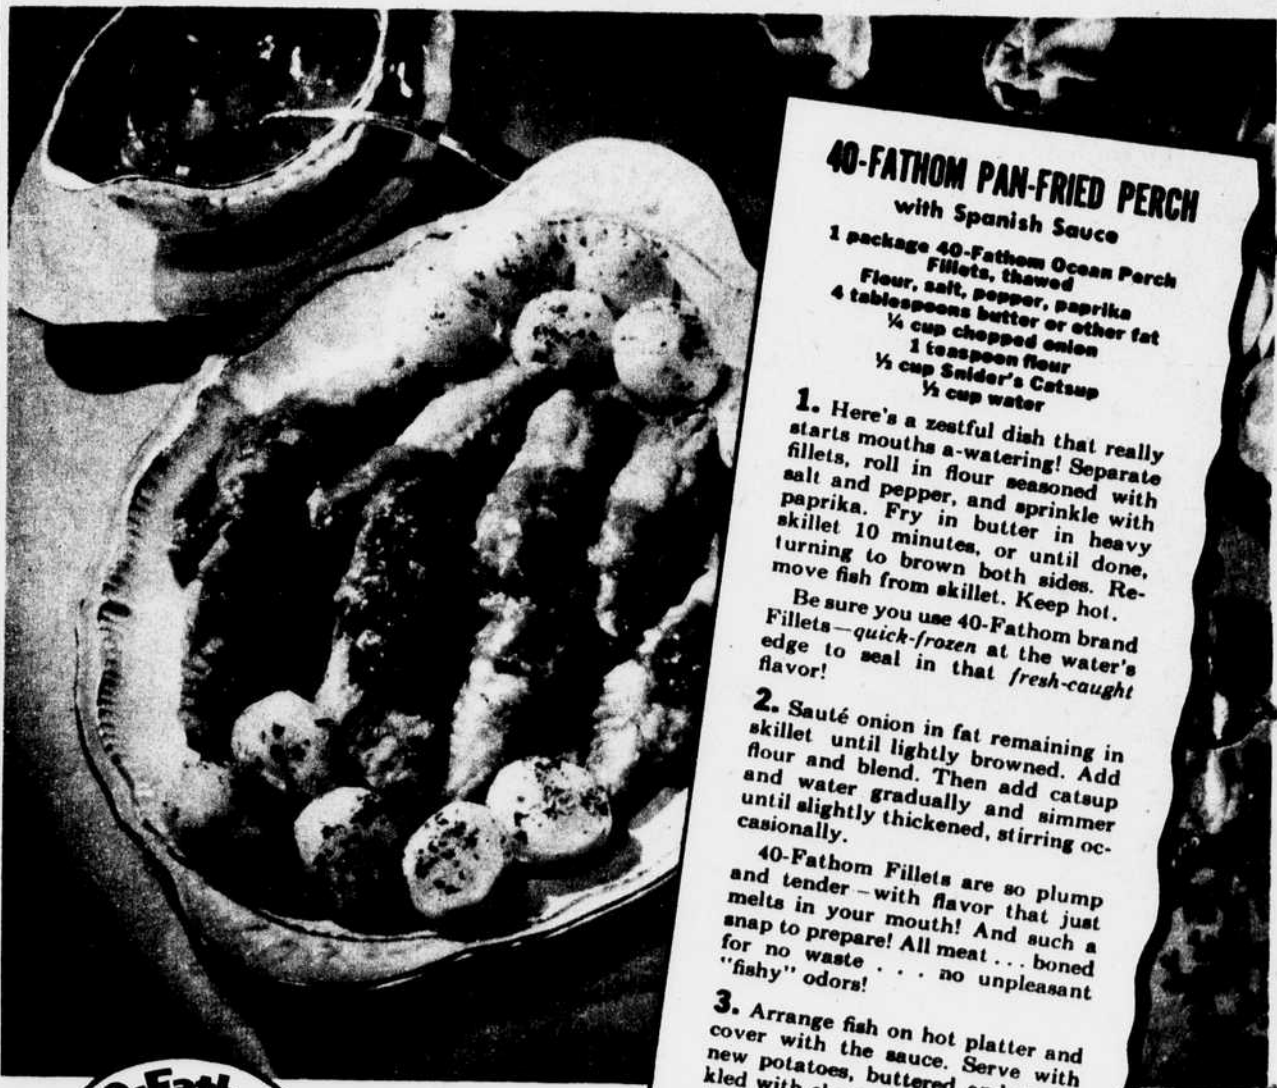 40-FATHOM PAN-FRIED PERCH
with Spanish Sauce
1 package 40-Fathom Ocean Perch
Fillets, thawed
Flour, salt, pepper, paprika
4 tablespoons butter or other fat
¼ cup chopped onion
1 teaspoon flour
⅓ cup Snider's Catsup
⅓ cup water
1. Here's a zestful dish that really
starts mouths a-watering! Separate
fillets, roll in flour seasoned with
salt and pepper, and sprinkle with
paprika. Fry in butter in heavy
skillet 10 minutes, or until done,
turning to brown both sides. Re-
move fish from skillet. Keep hot.
Be sure you use 40-Fathom brand
Fillets—quick-frozen at the water's
edge to seal in that fresh-caught
flavor!
2. Sauté onion in fat remaining in
skillet until lightly browned. Add
flour and blend. Then add catsup
and water gradually and simmer
until slightly thickened, stirring oc-
casionally.
40-Fathom Fillets are so plump
and tender—with flavor that just
melts in your mouth! And such a
snap to prepare! All meat... boned
for no waste . . . no unpleasant
"fishy" odors!
3. Arrange fish on hot platter and
cover with the sauce. Serve with
new potatoes, buttered
kled with